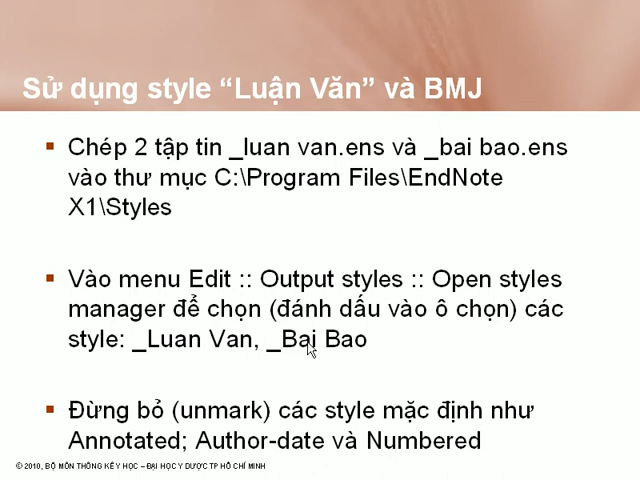 Sử dụng style “Luận Văn” và BMJ
Chép 2 tập tin _luan van.ens và _bai bao.ens
vào thư mục C:\Program Files\EndNote
X1\Styles
Vào menu Edit :: Output styles :: Open styles
manager để chọn (đánh dấu vào ô chọn) các
style: _Luan Van, _Bai Bao
Đừng bỏ (unmark) các style mặc định như
Annotated; Author-date và Numbered
© 2010, BỘ MÔN THỐNG KÊ Y HỌC – ĐẠI HỌC Y DƯỢC TP HỒ CHÍ MINH